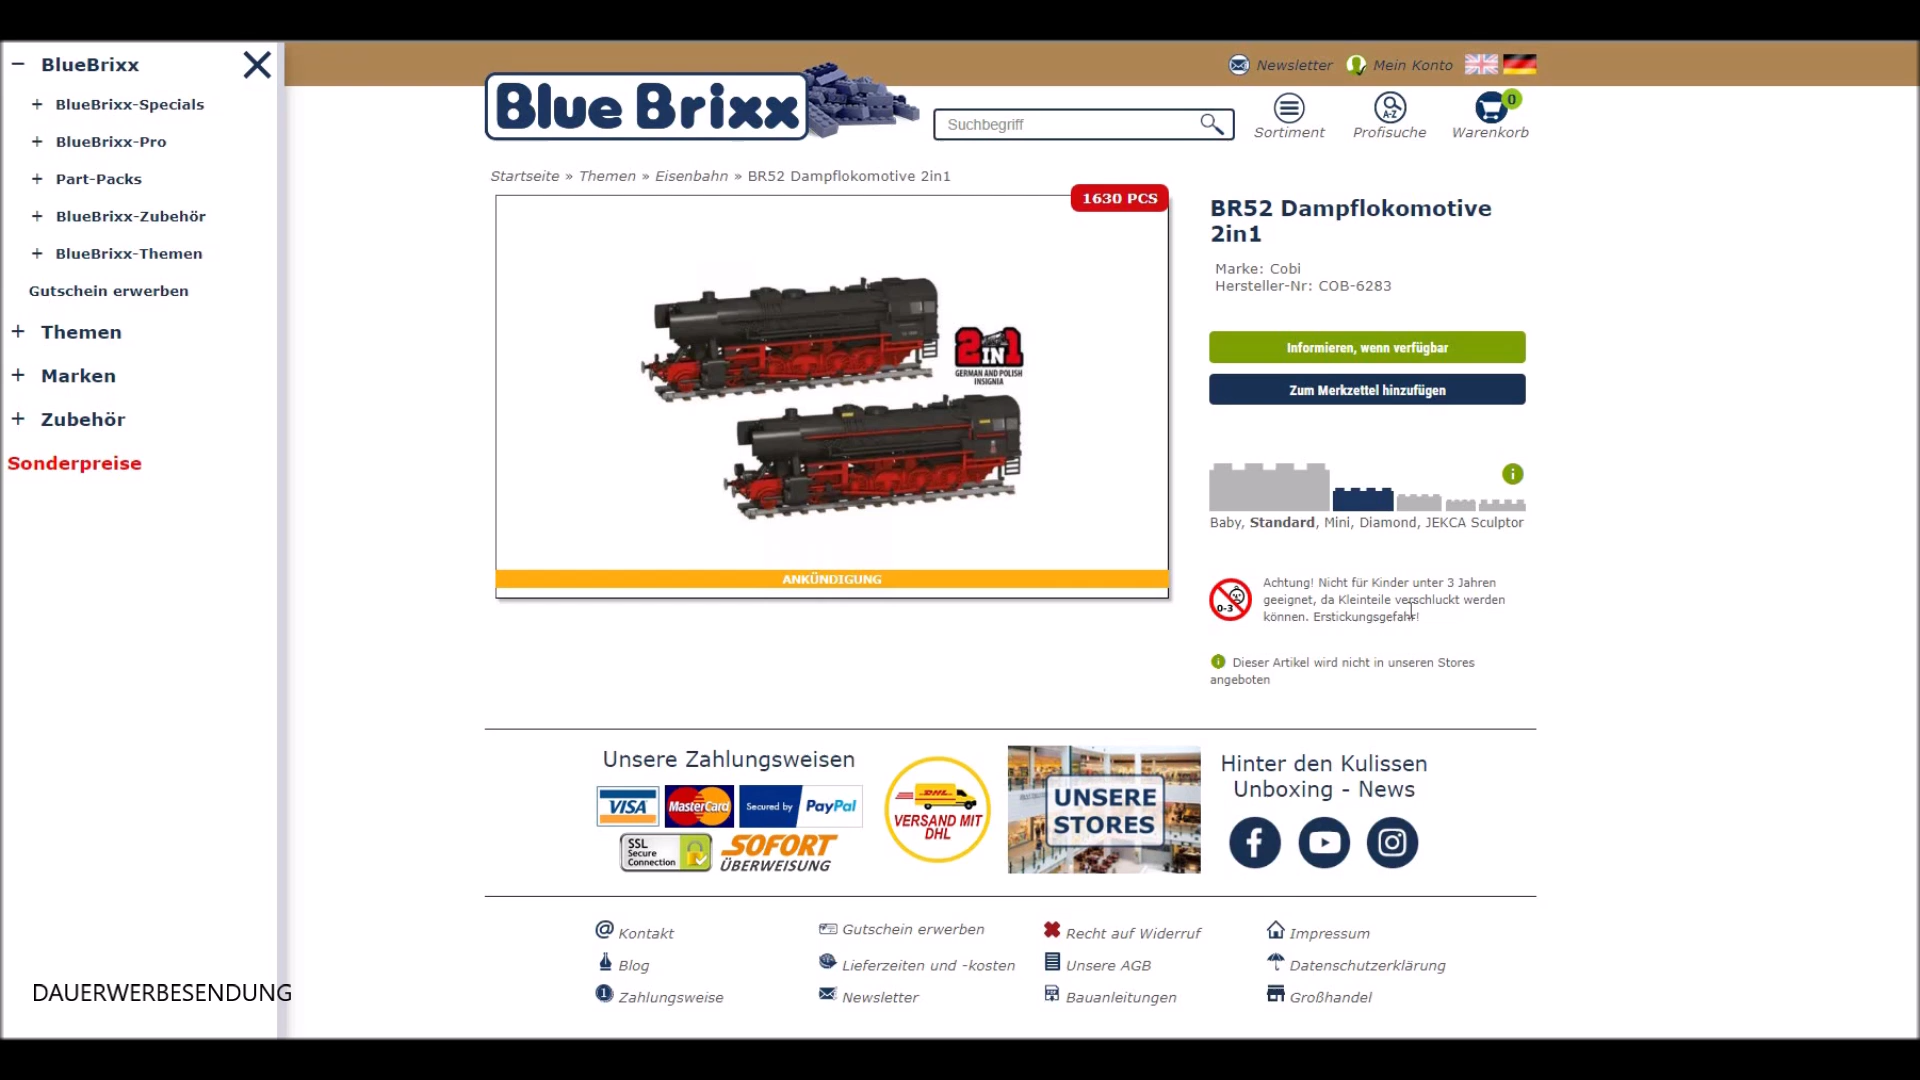 BlueBrixx
BlueBrixx-Specials
BlueBrixx-Pro
Part-Packs
BlueBrixx-Zubehör
BlueBrixx-Themen
Gutschein erwerben
Themen
Marken
Zubehör
Sonderpreise
DAUERWERBESENDUNG
Newsletter
Mein Konto
Blue Brixx
Suchbegriff
Sortiment
A-Z
Profisuche
0
Warenkorb
Startseite » Themen » Eisenbahn » BR52 Dampflokomotive 2in1
1630 PCS
2 IN 1
GERMAN AND POLISH
INSIGNIA
ANKÜNDIGUNG
BR52 Dampflokomotive
2in1
Marke: Cobi
Hersteller-Nr: COB-6283
Informieren, wenn verfügbar
Zum Merkzettel hinzufügen
i
Baby, Standard, Mini, Diamond, JEKCA Sculptor
0-3
Achtung! Nicht für Kinder unter 3 Jahren
geeignet, da Kleinteile verschluckt werden
können. Erstickungsgefahr!
i Dieser Artikel wird nicht in unseren Stores
angeboten
Unsere Zahlungsweisen
VISA
MasterCard
Secured by PayPal
SSL
Secure
Connection
SOFORT
ÜBERWEISUNG
DHL
VERSAND MIT
DHL
UNSERE
STORES
Hinter den Kulissen
Unboxing - News
Kontakt
Blog
Zahlungsweise
Gutschein erwerben
Lieferzeiten und -kosten
Newsletter
Recht auf Widerruf
Unsere AGB
Bauanleitungen
Impressum
Datenschutzerklärung
Großhandel